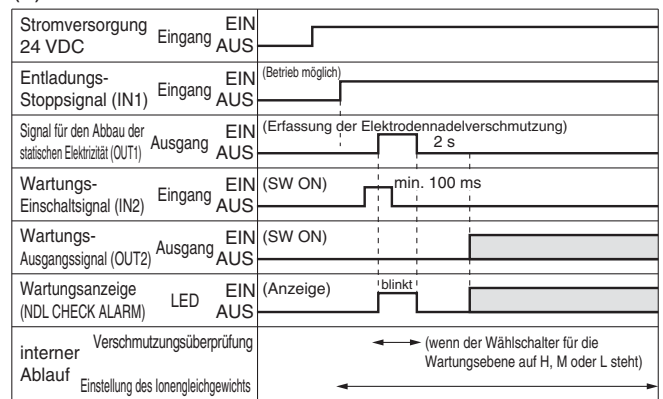 Stromversorgung
24 VDC
Eingang
EIN
AUS
Entladungs-
Stoppsignal (IN1)
Eingang
EIN
AUS
(Betrieb möglich)
Signal für den Abbau der
statischen Elektrizität (OUT1)
Ausgang
EIN
AUS
(Erfassung der Elektrodennadelverschmutzung)
2 s
Wartungs-
Einschaltsignal (IN2)
Eingang
EIN
AUS
(SW ON)
min. 100 ms
Wartungs-
Ausgangssignal (OUT2)
Ausgang
EIN
AUS
(SW ON)
Wartungsanzeige
(NDL CHECK ALARM)
LED
EIN
AUS
(Anzeige)
blinkt
interner
Ablauf
Verschmutzungsüberprüfung
(wenn der Wählschalter für die
Wartungsebene auf H, M oder L steht)
Einstellung des Ionengleichgewichts